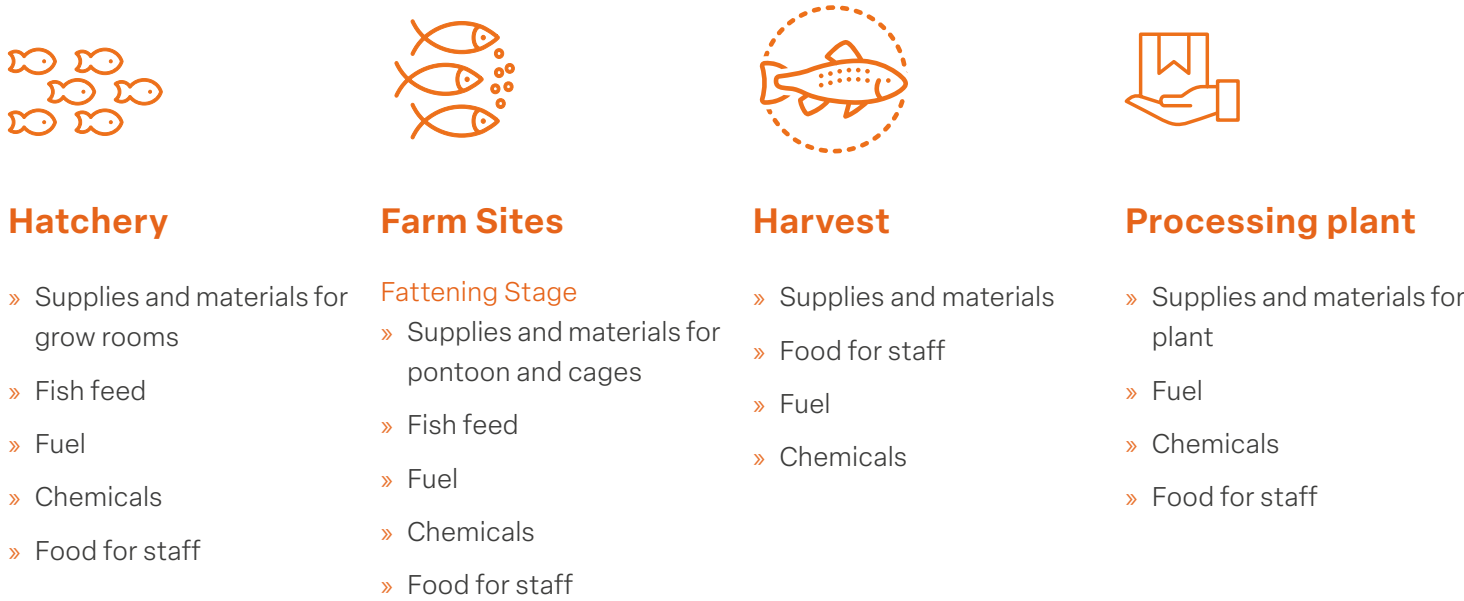 Hatchery
» Supplies and materials for
grow rooms
» Fish feed
» Fuel
» Chemicals
» Food for staff
Farm Sites
Fattening Stage
» Supplies and materials for
pontoon and cages
» Fish feed
» Fuel
» Chemicals
» Food for staff
Harvest
» Supplies and materials
» Food for staff
» Fuel
» Chemicals
Processing plant
» Supplies and materials for
plant
» Fuel
» Chemicals
» Food for staff